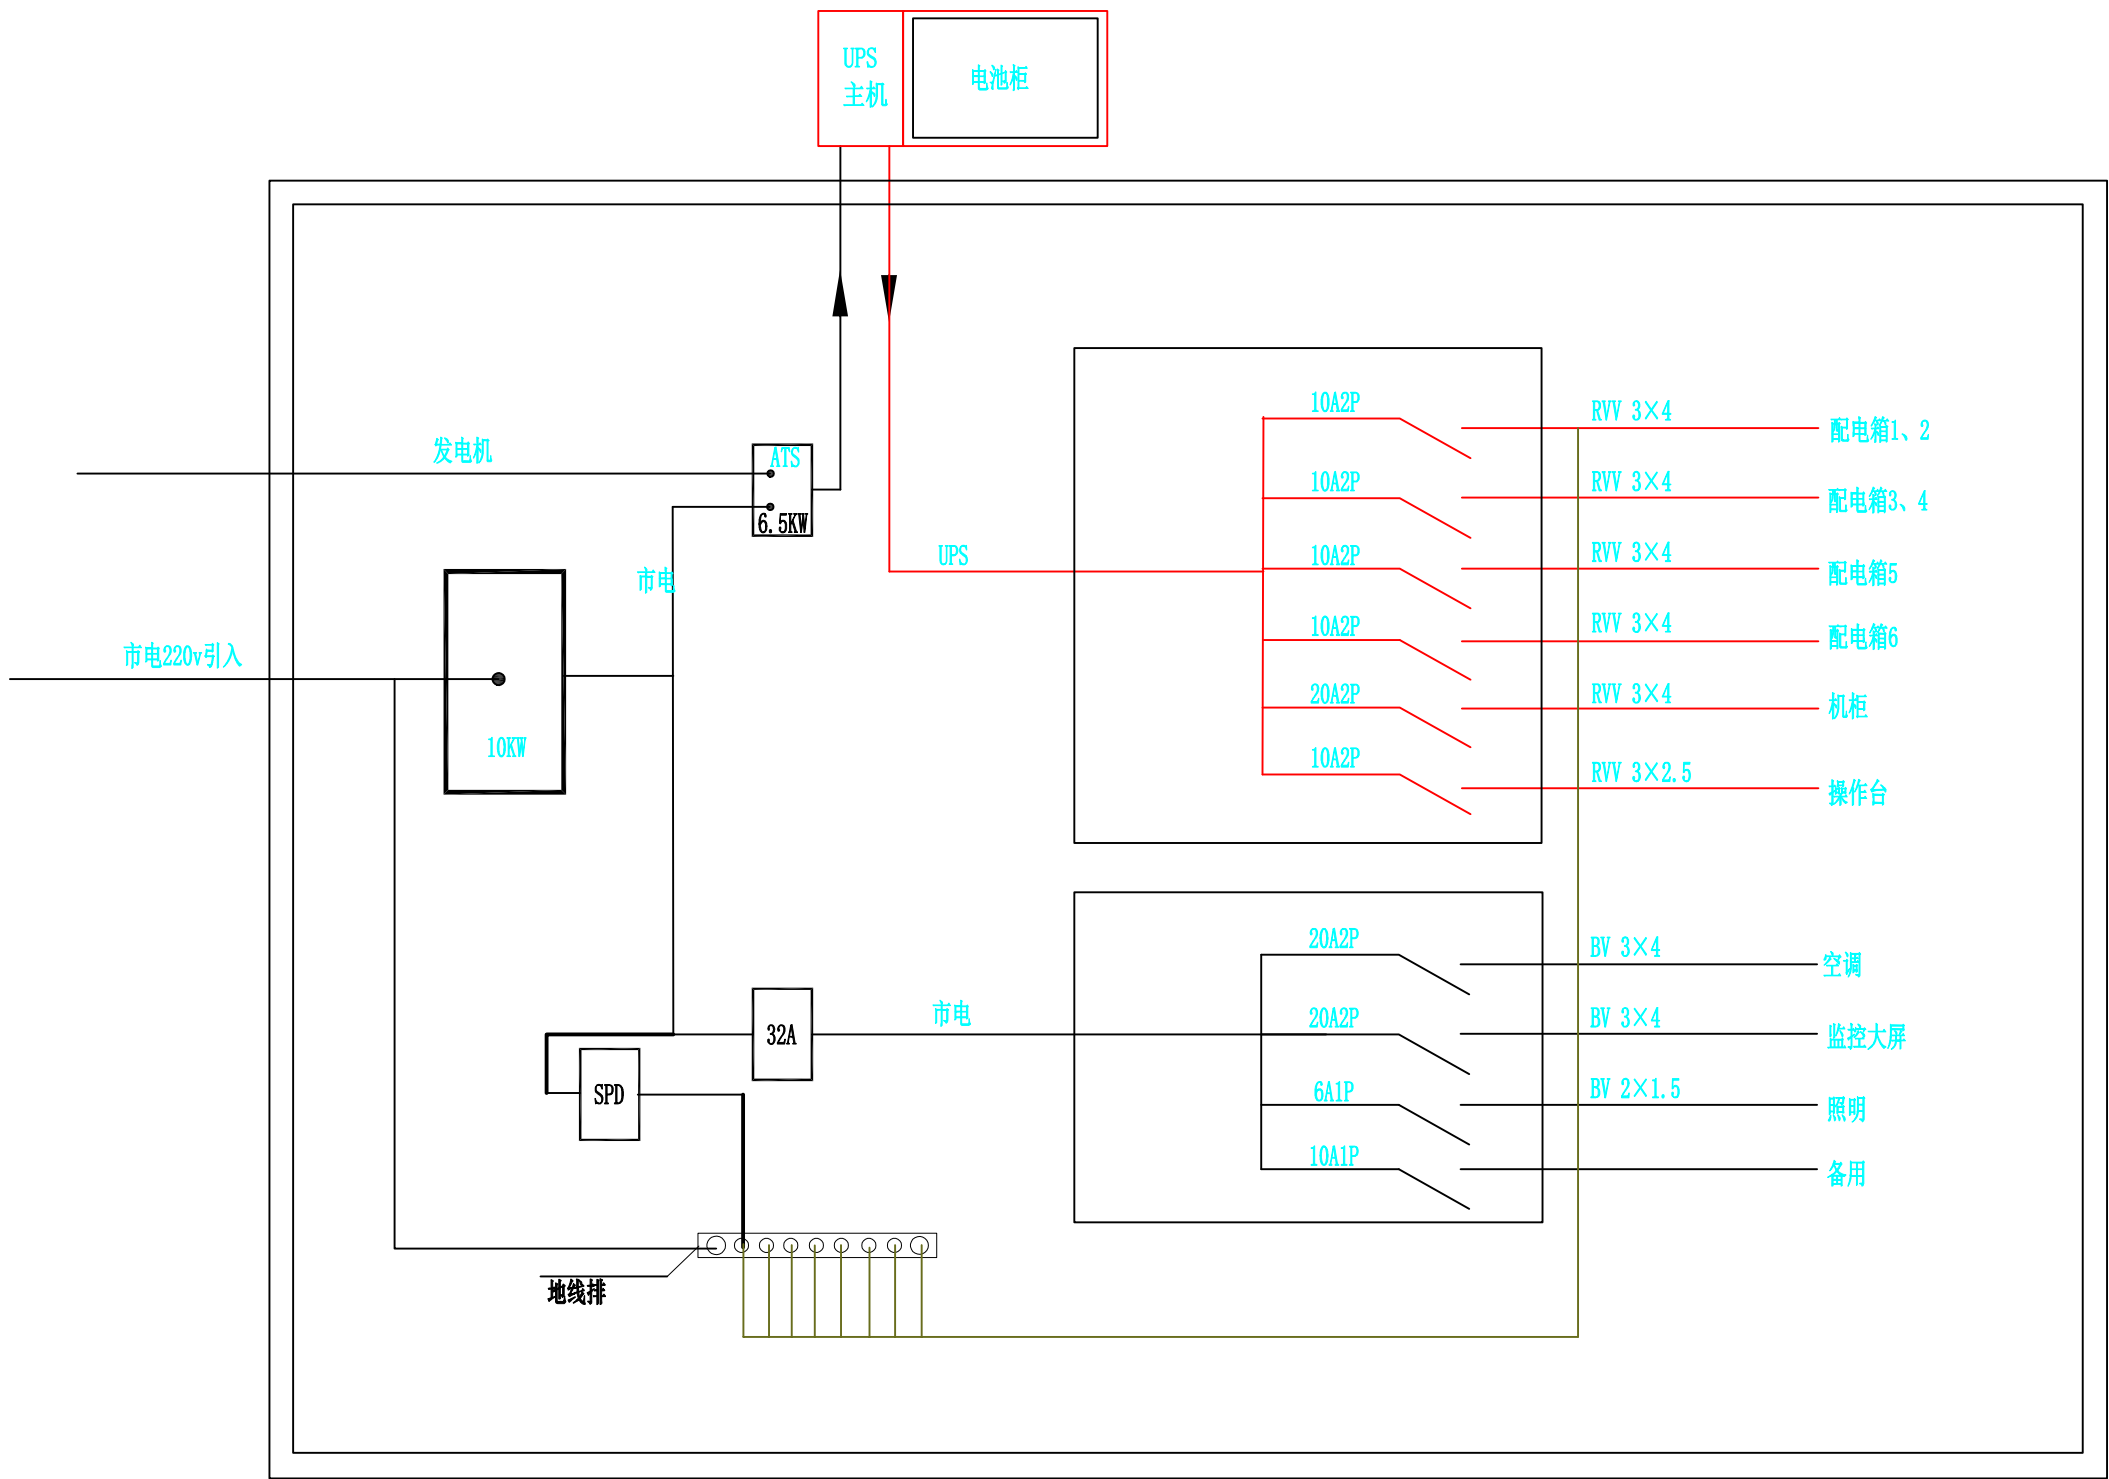 UPS
主机
电池柜
发电机
ATS
6.5KW
市电
市电220v引入
10KW
UPS
10A2P
RVV 3×4
配电箱1、2
10A2P
RVV 3×4
配电箱3、4
10A2P
RVV 3×4
配电箱5
10A2P
RVV 3×4
配电箱6
20A2P
RVV 3×4
机柜
10A2P
RVV 3×2.5
操作台
32A
SPD
市电
20A2P
BV 3×4
空调
20A2P
BV 3×4
监控大屏
6A1P
BV 2×1.5
照明
10A1P
备用
地线排